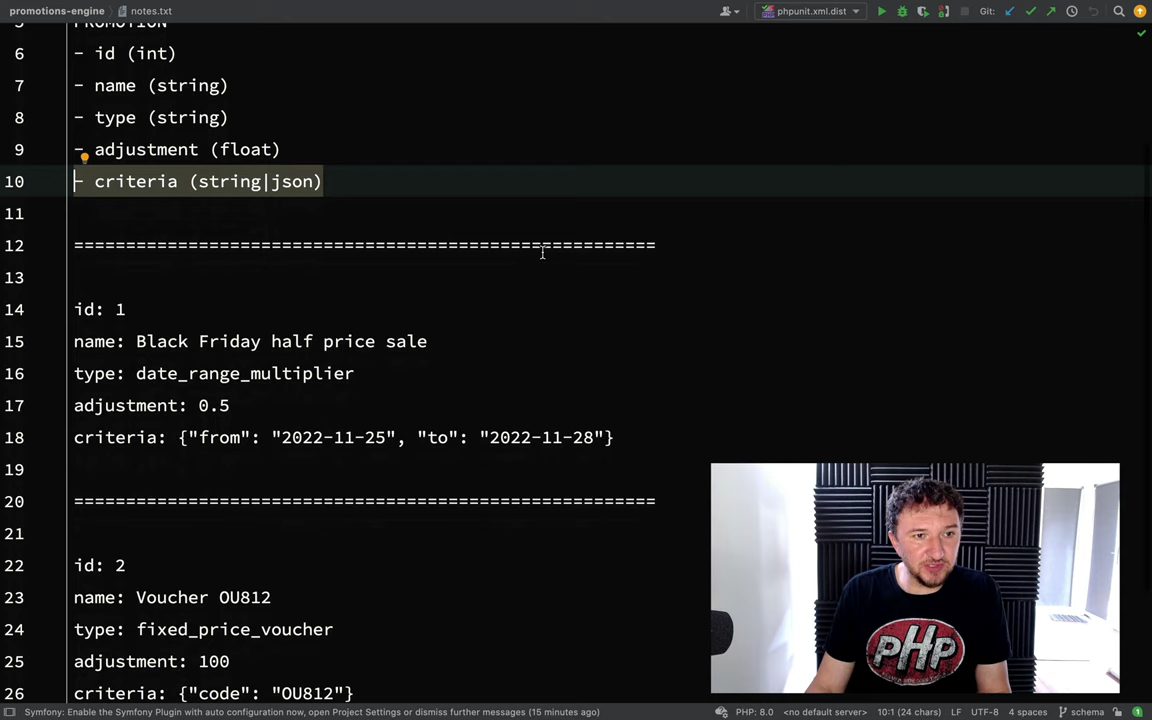 promotions-engine
notes.txt
phpunit.xml.dist
Git:
5 PROMOTION
6 - id (int)
7 - name (string)
8 - type (string)
9 - adjustment (float)
10 - criteria (string|json)
11
12 ========================================================
13
14 id: 1
15 name: Black Friday half price sale
16 type: date_range_multiplier
17 adjustment: 0.5
18 criteria: {"from": "2022-11-25", "to": "2022-11-28"}
19
20 ========================================================
21
22 id: 2
23 name: Voucher OU812
24 type: fixed_price_voucher
25 adjustment: 100
26 criteria: {"code": "OU812"}
PHP
Symfony: Enable the Symfony Plugin with auto configuration now, open Project Settings or dismiss further messages (15 minutes ago)
PHP: 8.0 <no default server> 10:1 (24 chars) LF UTF-8 4 spaces schema 1